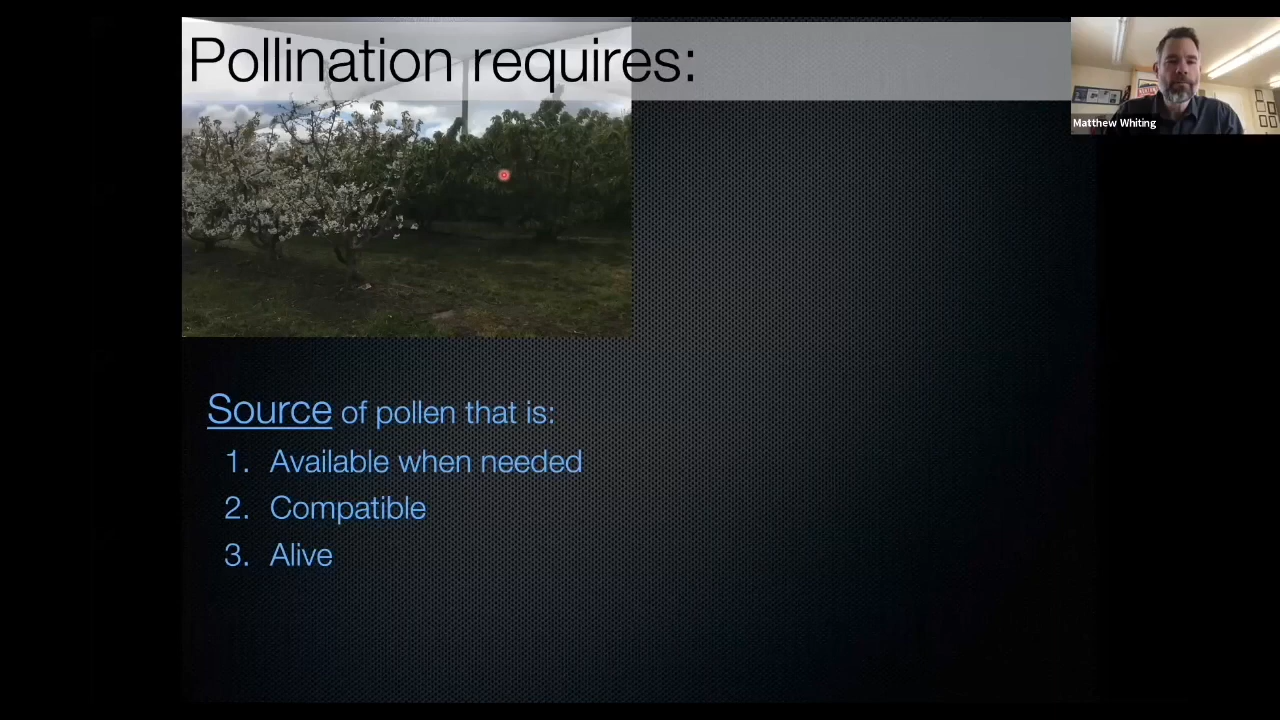 Pollination requires:
Matthew Whiting
Source of pollen that is:
1. Available when needed
2. Compatible
3. Alive